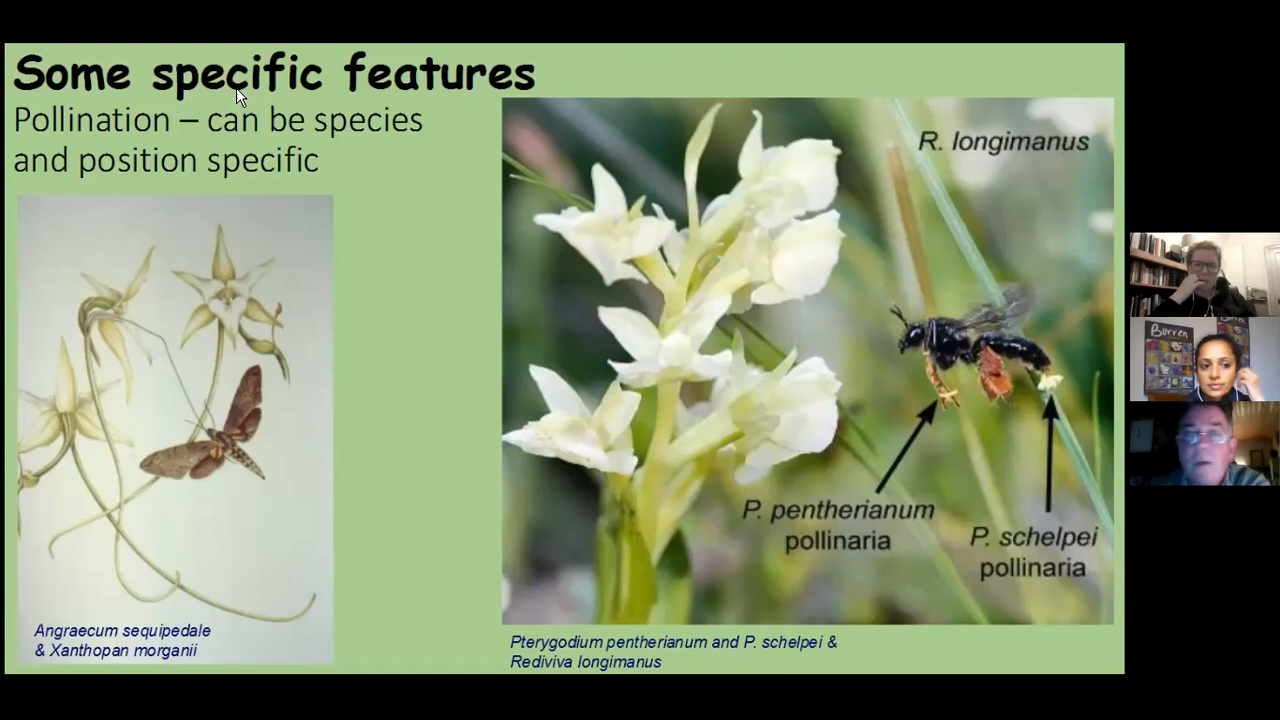 Some specific features
Pollination – can be species
and position specific
R. longimanus
P. pentherianum
pollinaria
P. schelpei
pollinaria
Angraecum sequipedale
& Xanthopan morganii
Pterygodium pentherianum and P. schelpei &
Rediviva longimanus
Burren